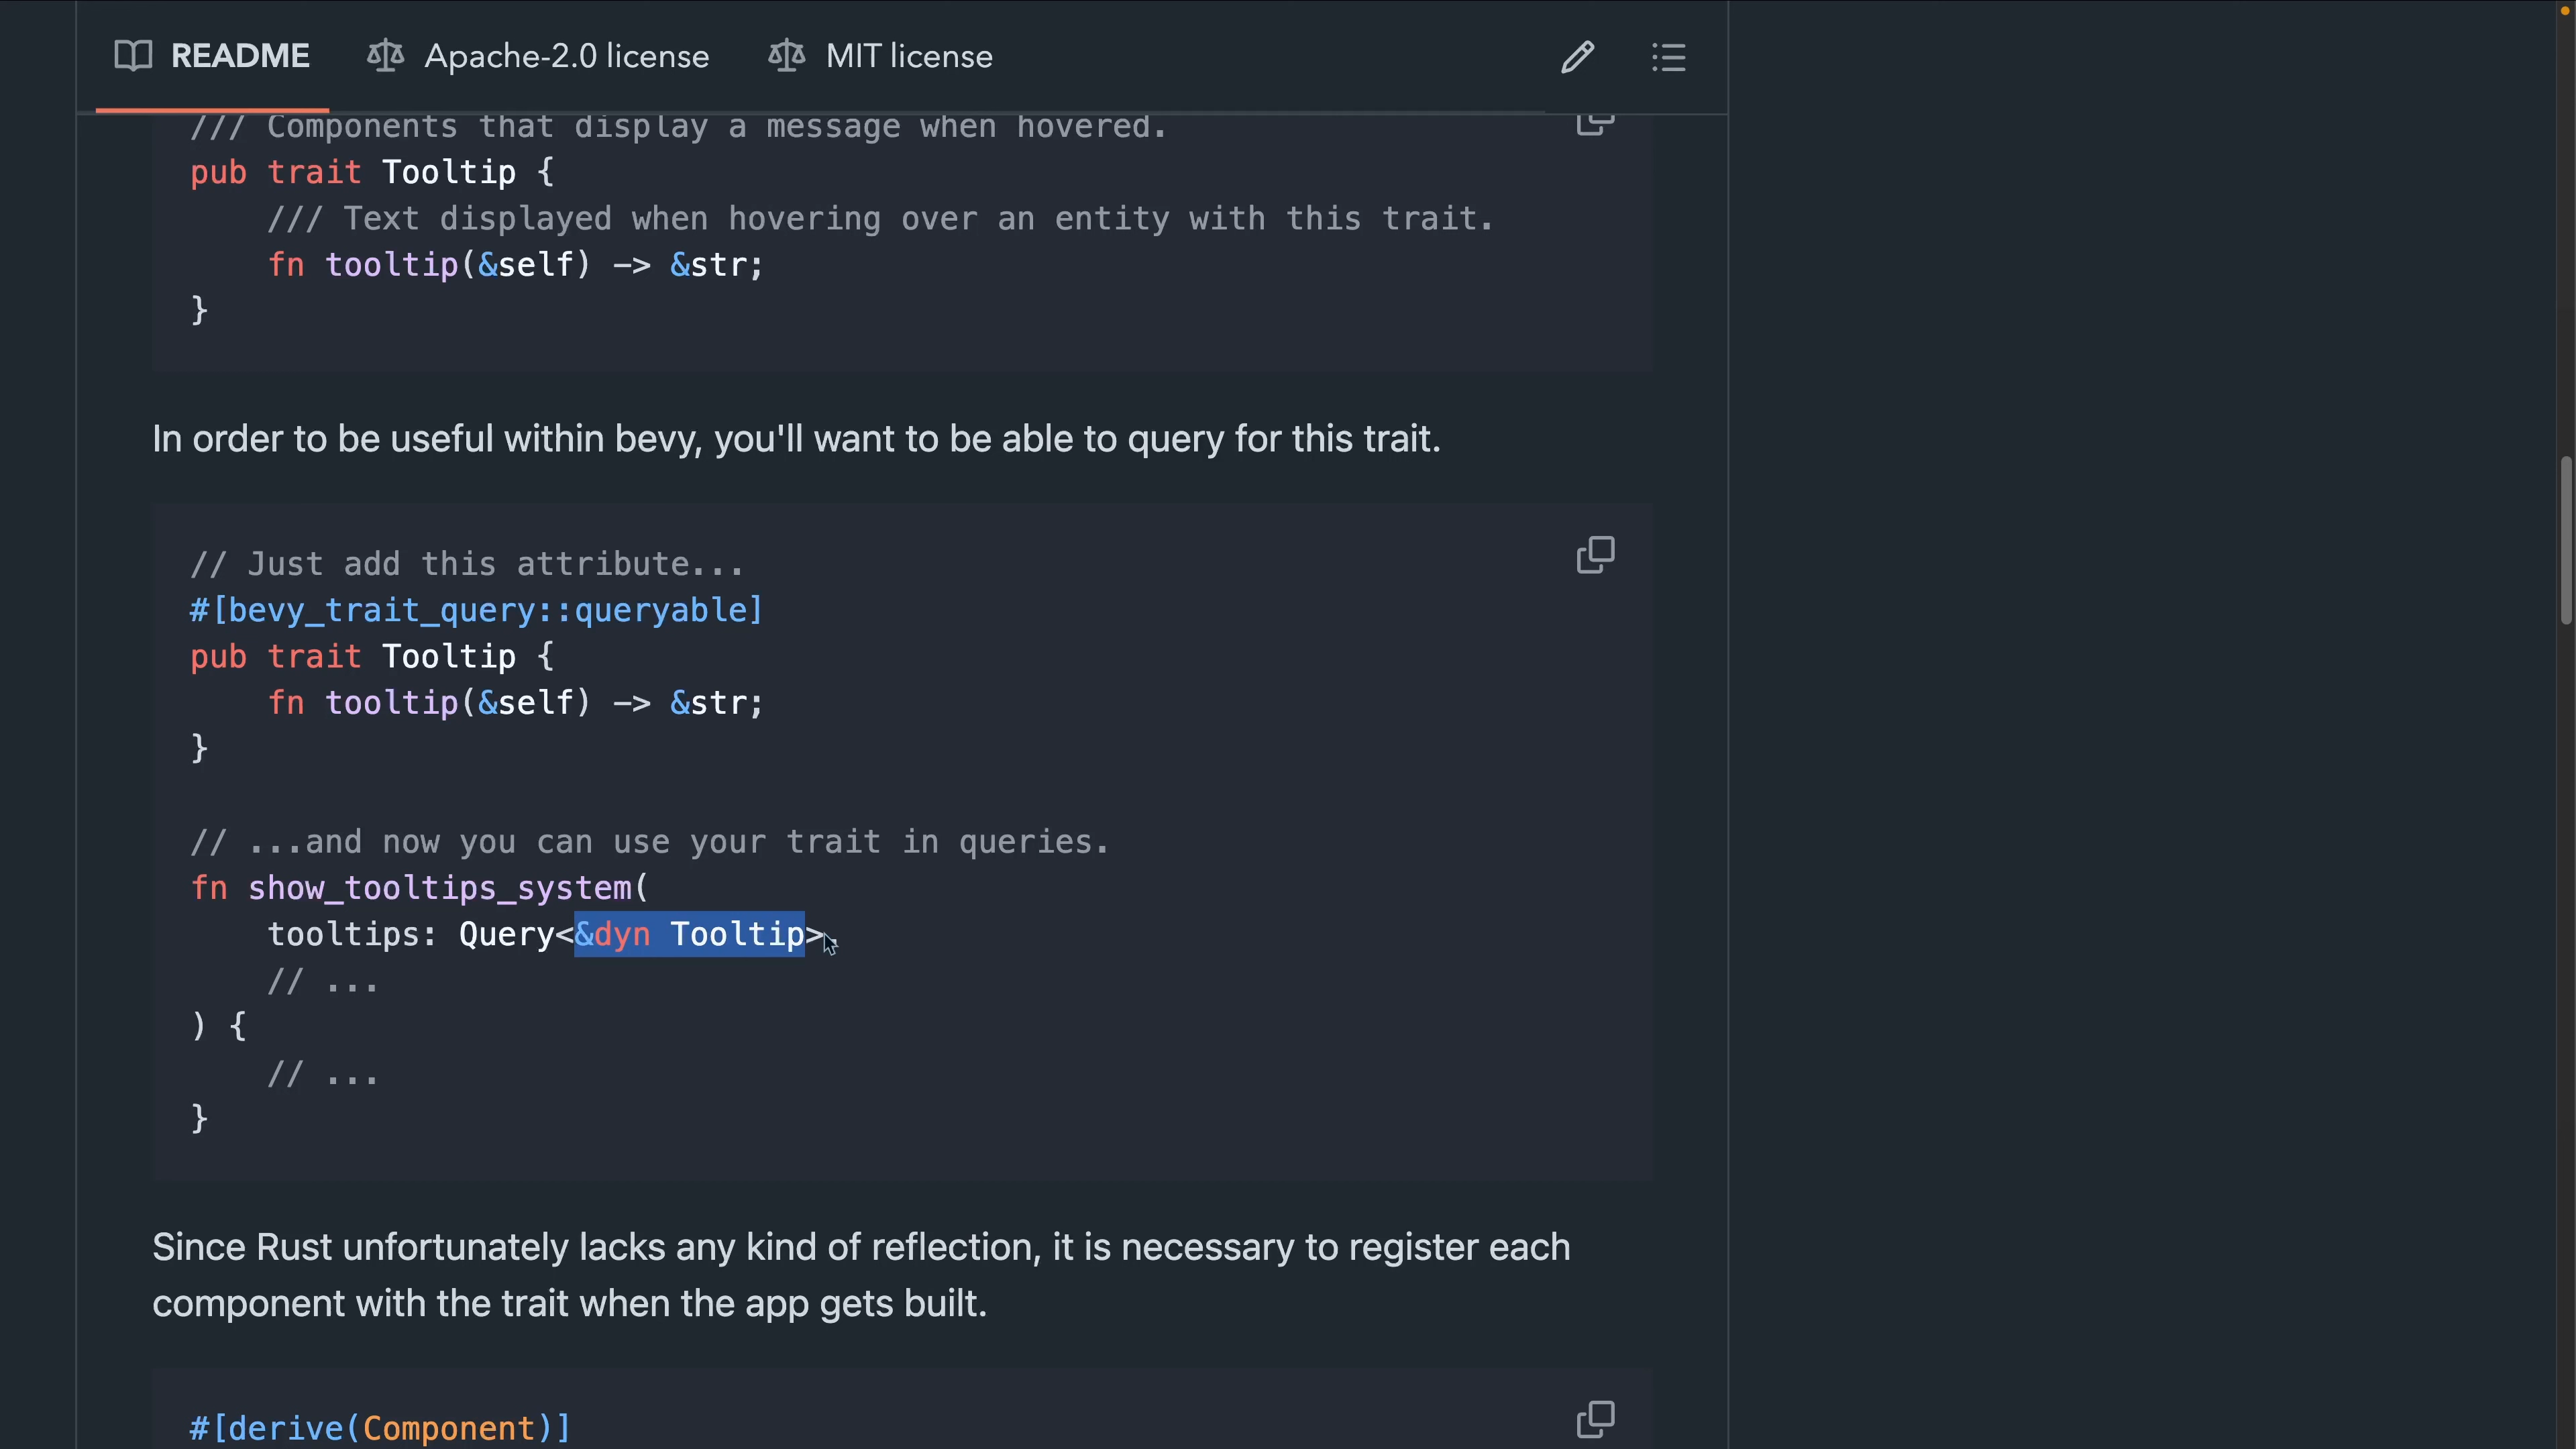 README Apache-2.0 license MIT license
/// Components that display a message when hovered.
pub trait Tooltip {
    /// Text displayed when hovering over an entity with this trait.
    fn tooltip(&self) -> &str;
}
In order to be useful within bevy, you'll want to be able to query for this trait.
// Just add this attribute...
#[bevy_trait_query::queryable]
pub trait Tooltip {
    fn tooltip(&self) -> &str;
}
// ...and now you can use your trait in queries.
fn show_tooltips_system(
    tooltips: Query<&dyn Tooltip>,
    // ...
) {
    // ...
}
Since Rust unfortunately lacks any kind of reflection, it is necessary to register each
component with the trait when the app gets built.
#[derive(Component)]